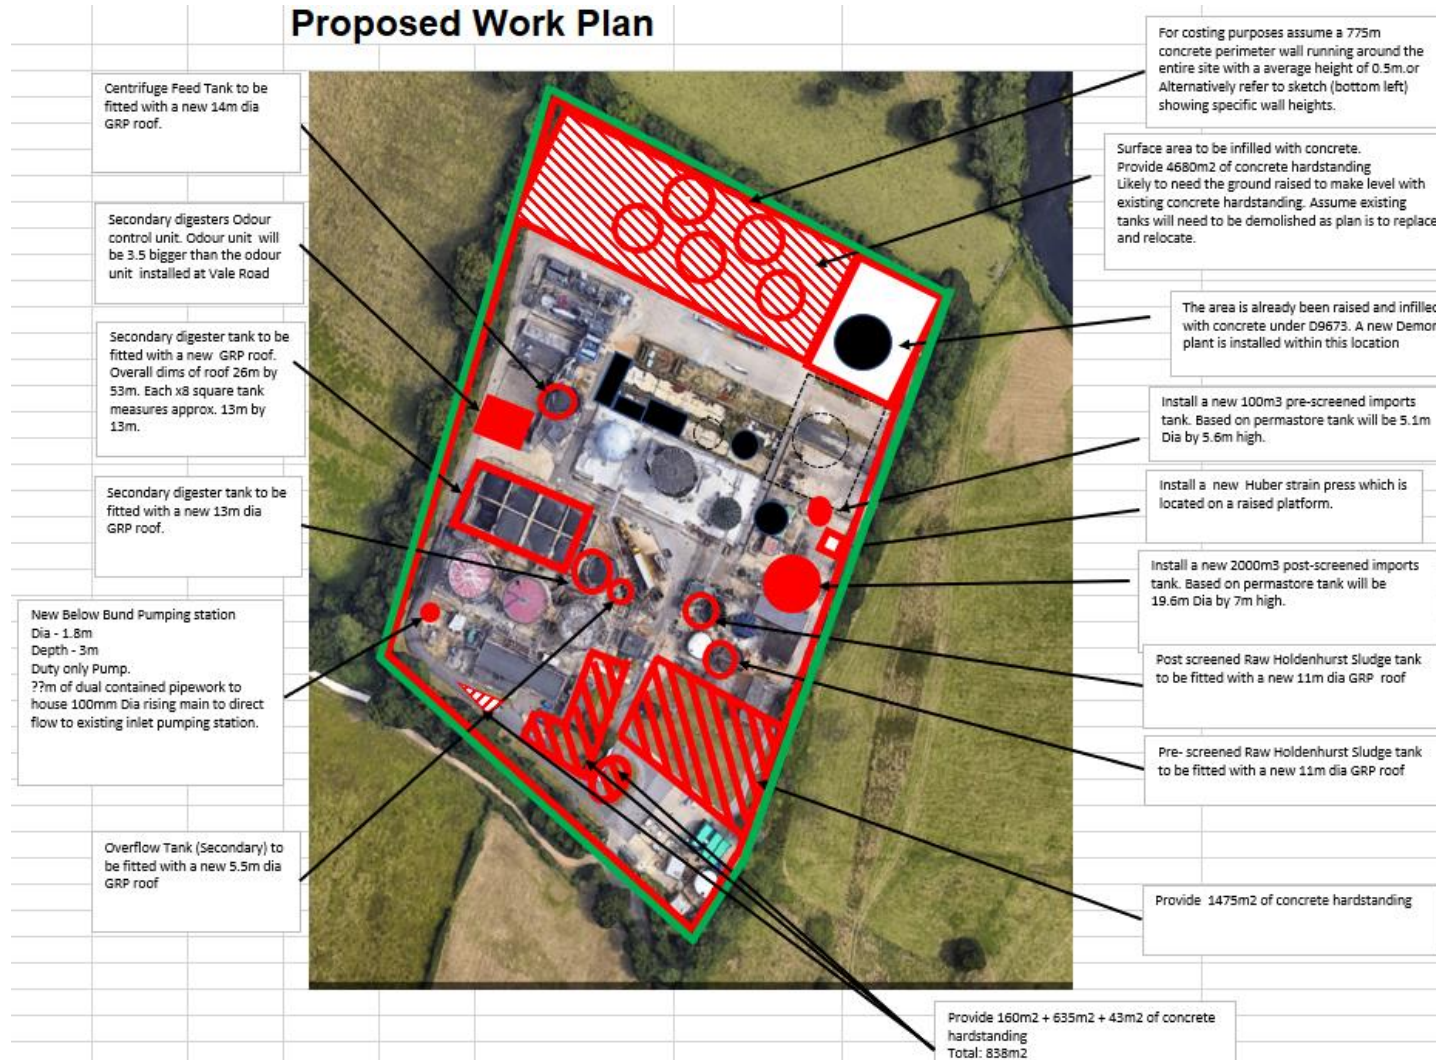 Proposed Work Plan
Centrifuge Feed Tank to be
fitted with a new 14m dia
GRP roof.
Secondary digesters Odour
control unit. Odour unit will
be 3.5 bigger than the odour
unit installed at Vale Road
Secondary digester tank to be
fitted with a new GRP roof.
Overall dims of roof 26m by
53m. Each x8 square tank
measures approx. 13m by
13m.
Secondary digester tank to be
fitted with a new 13m dia
GRP roof.
New Below Bund Pumping station
Dia - 1.8m
Depth - 3m
Duty only Pump.
??m of dual contained pipework to
house 100mm Dia rising main to direct
flow to existing inlet pumping station.
Overflow Tank (Secondary) to
be fitted with a new 5.5m dia
GRP roof
For costing purposes assume a 775m
concrete perimeter wall running around the
entire site with a average height of 0.5m.or
Alternatively refer to sketch (bottom left)
showing specific wall heights.
Surface area to be infilled with concrete.
Provide 4680m2 of concrete hardstanding
Likely to need the ground raised to make level with
existing concrete hardstanding. Assume existing
tanks will need to be demolished as plan is to replace
and relocate.
The area is already been raised and infilled
with concrete under D9673. A new Demon
plant is installed within this location
Install a new 100m3 pre-screened imports
tank. Based on permastore tank will be 5.1m
Dia by 5.6m high.
Install a new Huber strain press which is
located on a raised platform.
Install a new 2000m3 post-screened imports
tank. Based on permastore tank will be
19.6m Dia by 7m high.
Post screened Raw Holdenhurst Sludge tank
to be fitted with a new 11m dia GRP roof
Pre- screened Raw Holdenhurst Sludge tank
to be fitted with a new 11m dia GRP roof
Provide 1475m2 of concrete hardstanding
Provide 160m2 + 635m2 + 43m2 of concrete
hardstanding
Total: 838m2